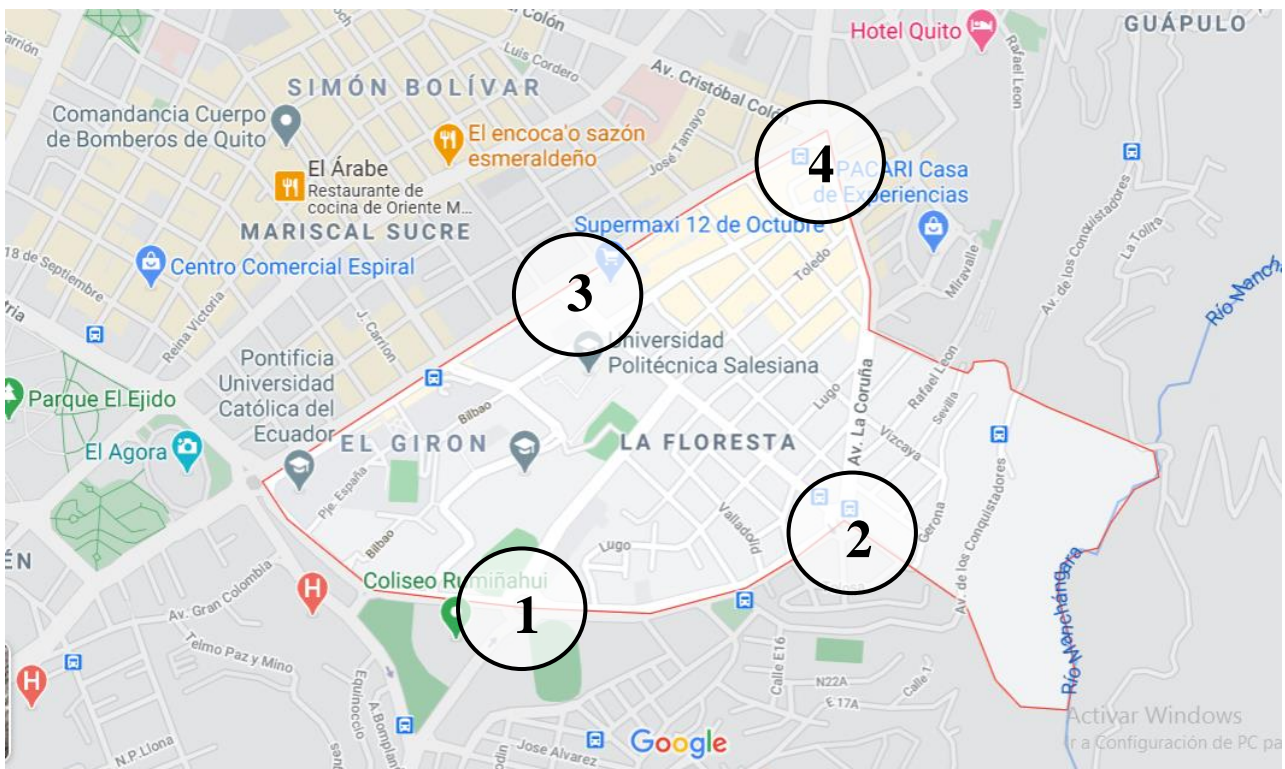 GUÁPULO
Hotel Quito
Colón
Carrión
Luis Cordero
Av. Cristóbal Colón
Rafael Leon
SIMÓN BOLÍVAR
Comandancia Cuerpo
de Bomberos de Quito
El encoca'o sazón
esmeraldeño
José Tamayo
4
El Árabe
Restaurante de
cocina de Oriente M...
PACARI Casa
de Experiencias
MARISCAL SUCRE
Supermaxi 12 de Octubre
Av. de los Conquistadores
La Tolita
18 de Septiembre
Centro Comercial Espiral
Toledo
Miravalle
3
Reina Victoria
J. Carrion
Universidad
Politécnica Salesiana
Pontificia
Universidad
Católica del
Ecuador
Parque El Ejido
El Agora
Bilbao
EL GIRON
LA FLORESTA
Lugo
Av. La Coruña
Rafael Leon
Sevilla
Vizcaya
Pje. España
Valladolid
Gerona
Av. de los Conquistadores
2
Bilbao
Lugo
Coliseo Rumiñahui
1
H
Av. Gran Colombia
Telmo Paz y Mino
H
Equinoccio
A.Bompland
N.P.Llona
Jose Alvarez
Google
Calle E16
N22A
E 17A
Calle 1
Río Manchángara
Activar Windows